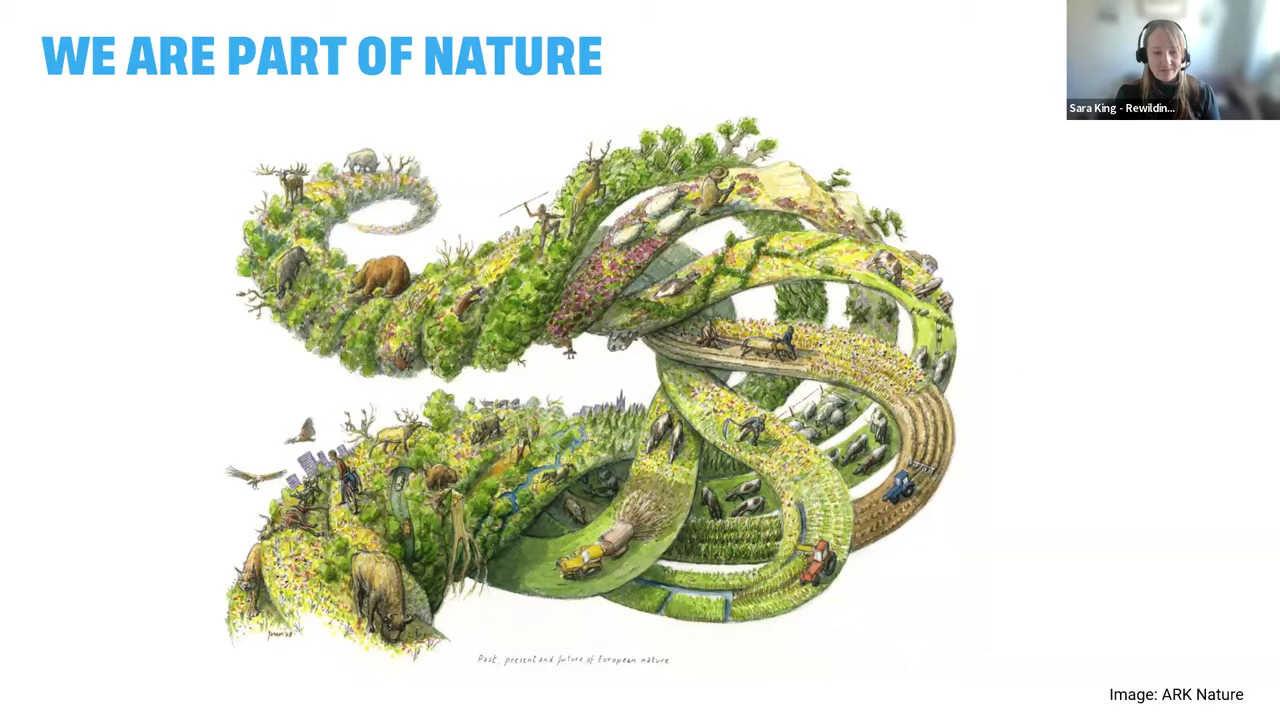 WE ARE PART OF NATURE
Sara King - Rewildin...
Past, present and future of European nature
Image: ARK Nature